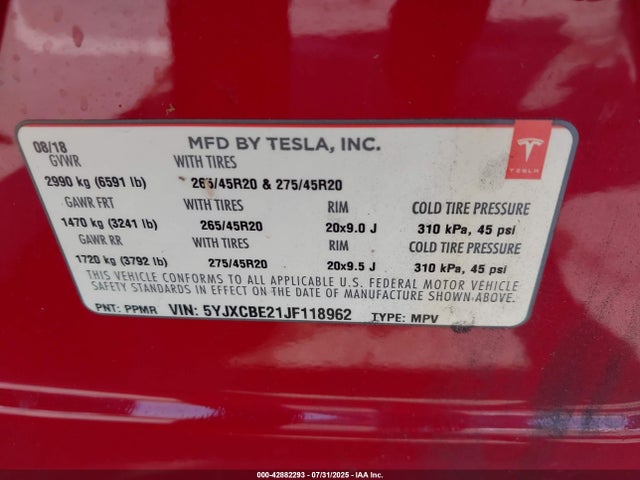 08/18 MFD BY TESLA, INC.
GVWR WITH TIRES
2990 kg (6591 lb) 265/45R20 & 275/45R20
GAWR FRT WITH TIRES RIM COLD TIRE PRESSURE
1470 kg (3241 lb) 265/45R20 20x9.0 J 310 kPa, 45 psi
GAWR RR WITH TIRES RIM COLD TIRE PRESSURE
1720 kg (3792 lb) 275/45R20 20x9.5 J 310 kPa, 45 psi
THIS VEHICLE CONFORMS TO ALL APPLICABLE U.S. FEDERAL MOTOR VEHICLE
SAFETY STANDARDS IN EFFECT ON THE DATE OF MANUFACTURE SHOWN ABOVE.
PNT: PPMR VIN: 5YJXCBE21JF118962 TYPE: MPV
TESLA
000-42882293 - 07/31/2025 - IAA Inc.